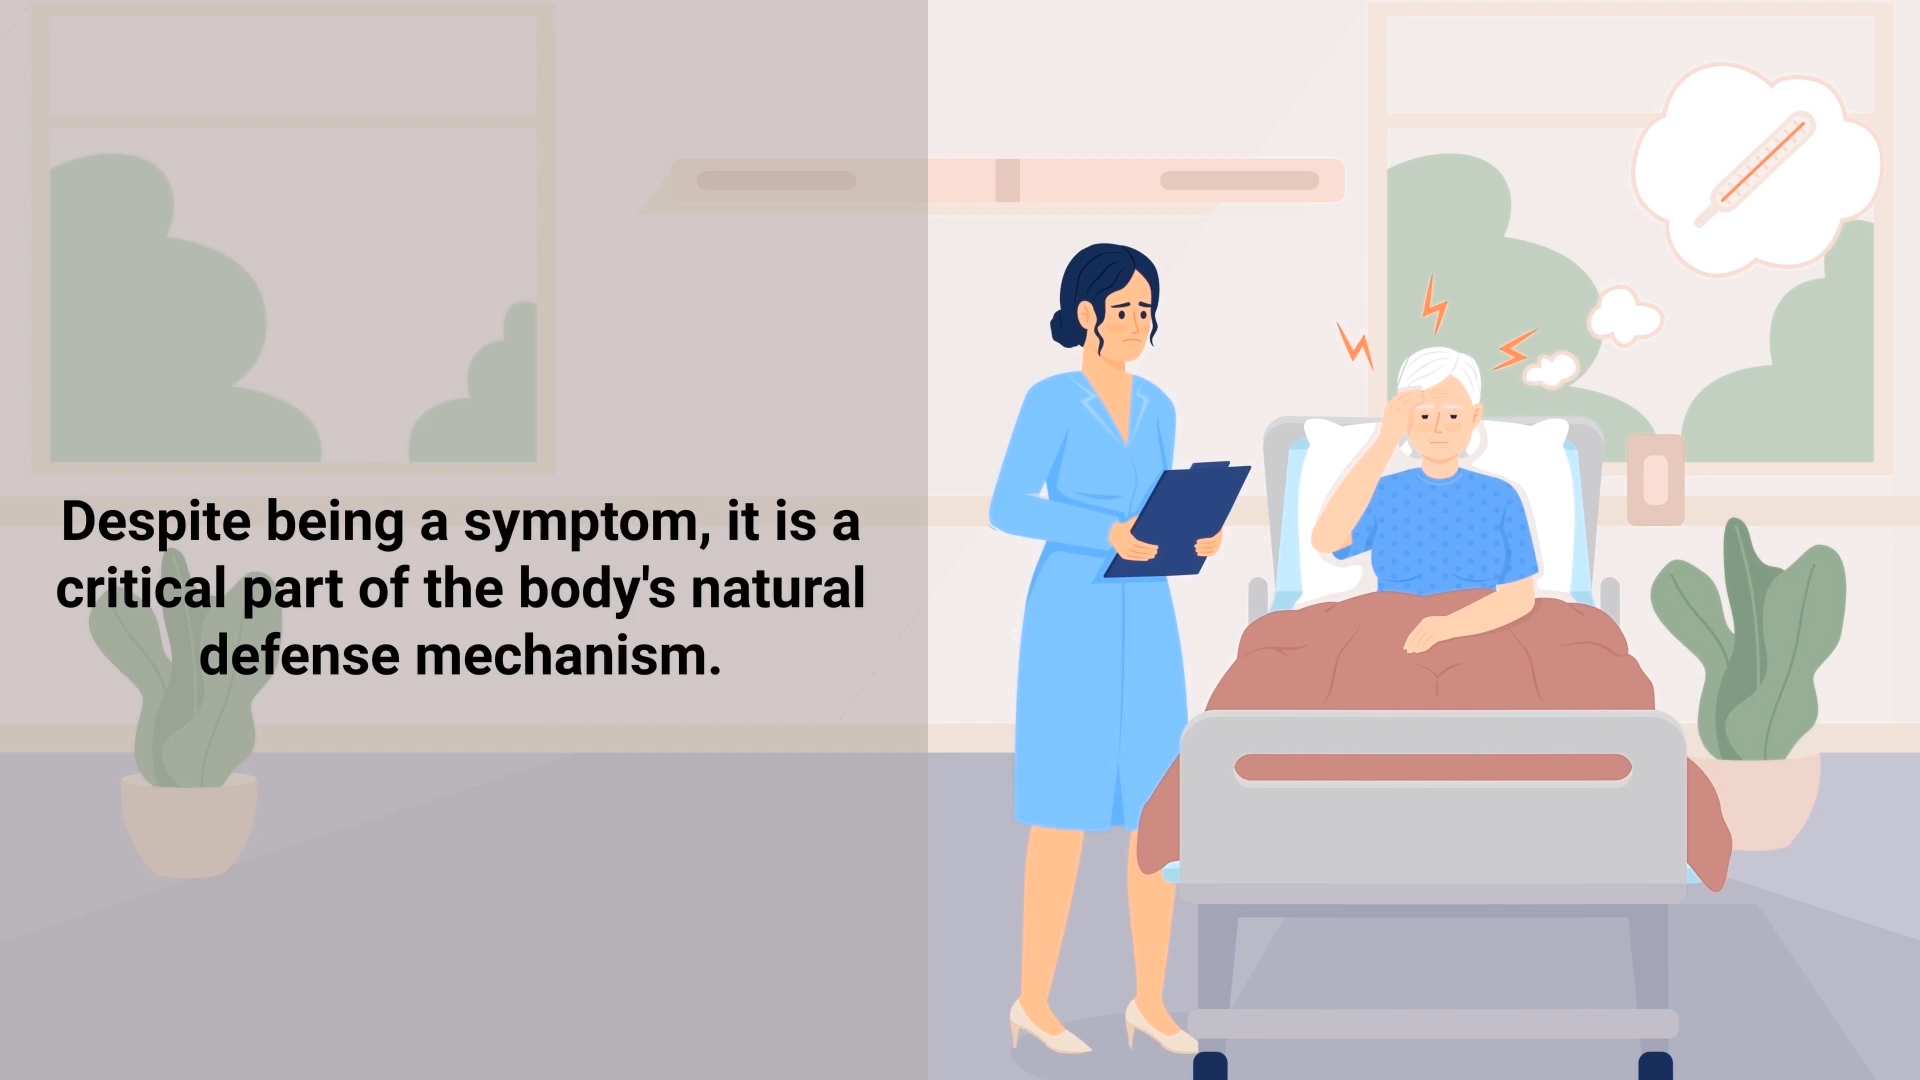 Despite being a symptom, it is a
critical part of the body's natural
defense mechanism.